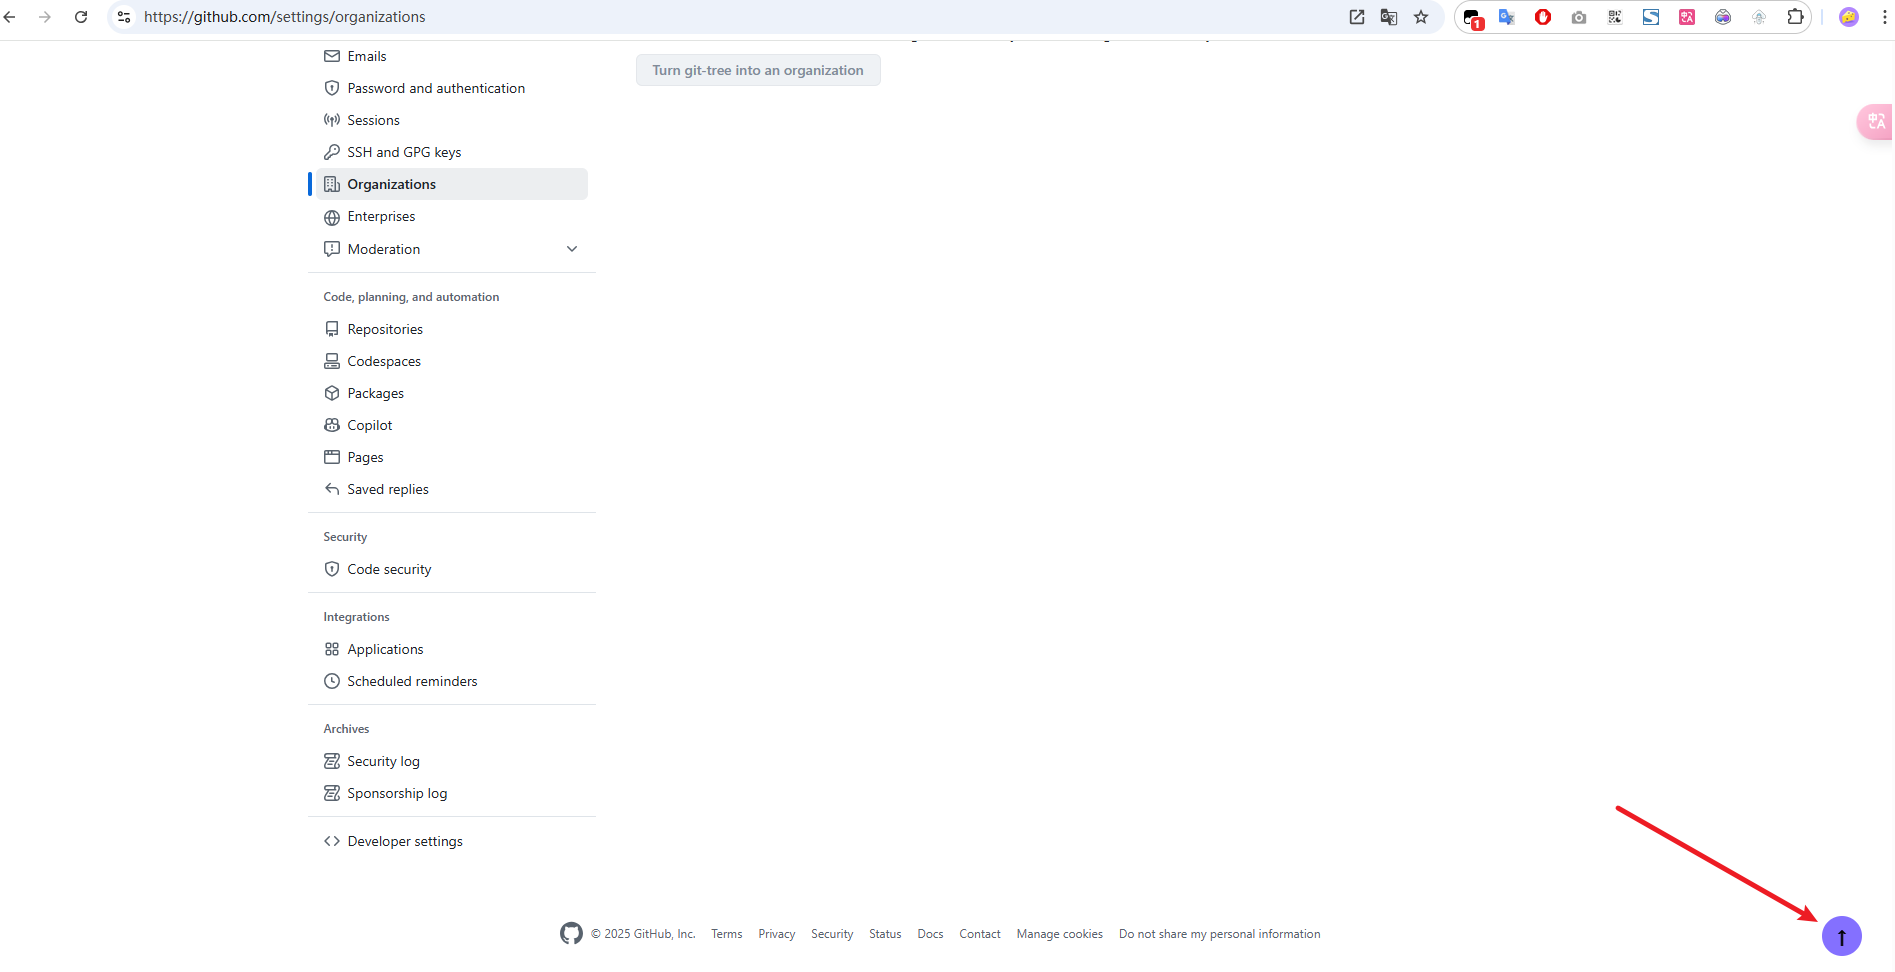 https://github.com/settings/organizations
1
Emails
Turn git-tree into an organization
Password and authentication
Sessions
SSH and GPG keys
Organizations
Enterprises
Moderation
Code, planning, and automation
Repositories
Codespaces
Packages
Copilot
Pages
Saved replies
Security
Code security
Integrations
Applications
Scheduled reminders
Archives
Security log
Sponsorship log
Developer settings
© 2025 GitHub, Inc. Terms Privacy Security Status Docs Contact Manage cookies Do not share my personal information